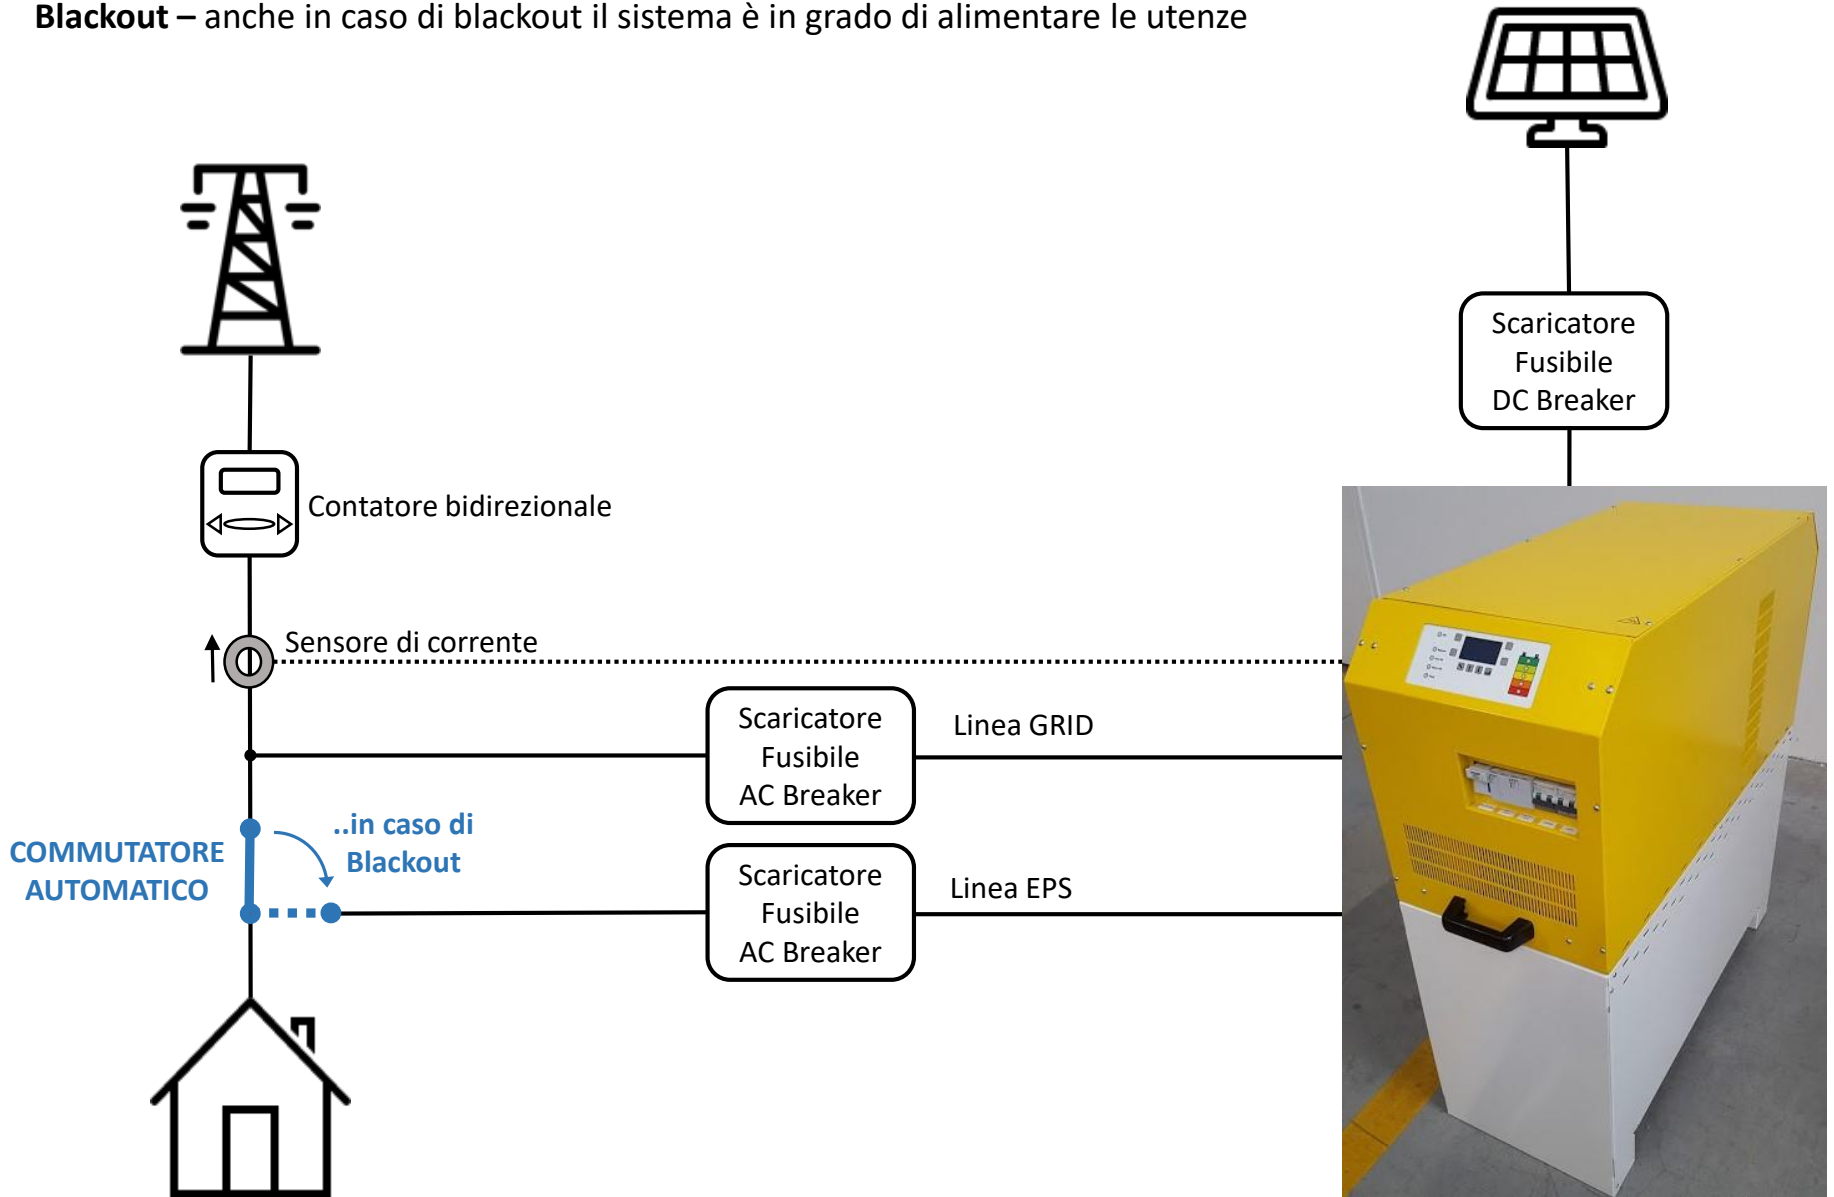 Blackout – anche in caso di blackout il sistema è in grado di alimentare le utenze
Scaricatore
Fusibile
DC Breaker
Contatore bidirezionale
Sensore di corrente
Scaricatore
Fusibile
AC Breaker
Linea GRID
COMMUTATORE
AUTOMATICO
..in caso di
Blackout
Scaricatore
Fusibile
AC Breaker
Linea EPS